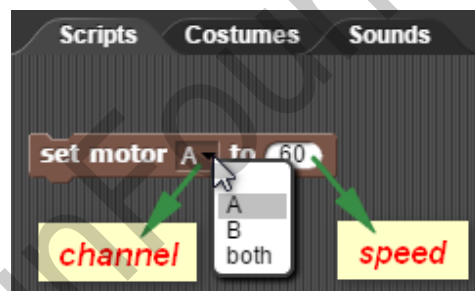 Scripts Costumes Sounds
set motor A to 60
A
B
both
channel speed